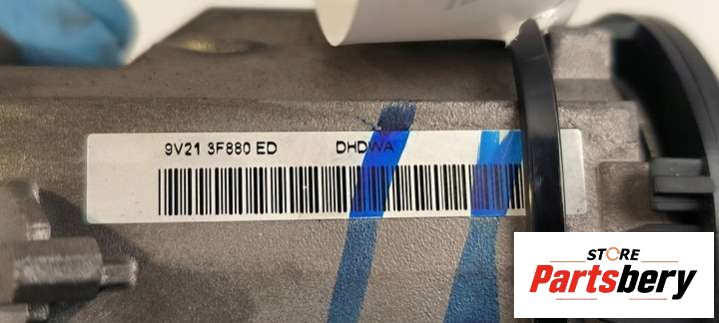 9V21 3F880 ED DHDWA
STORE
Partsbery